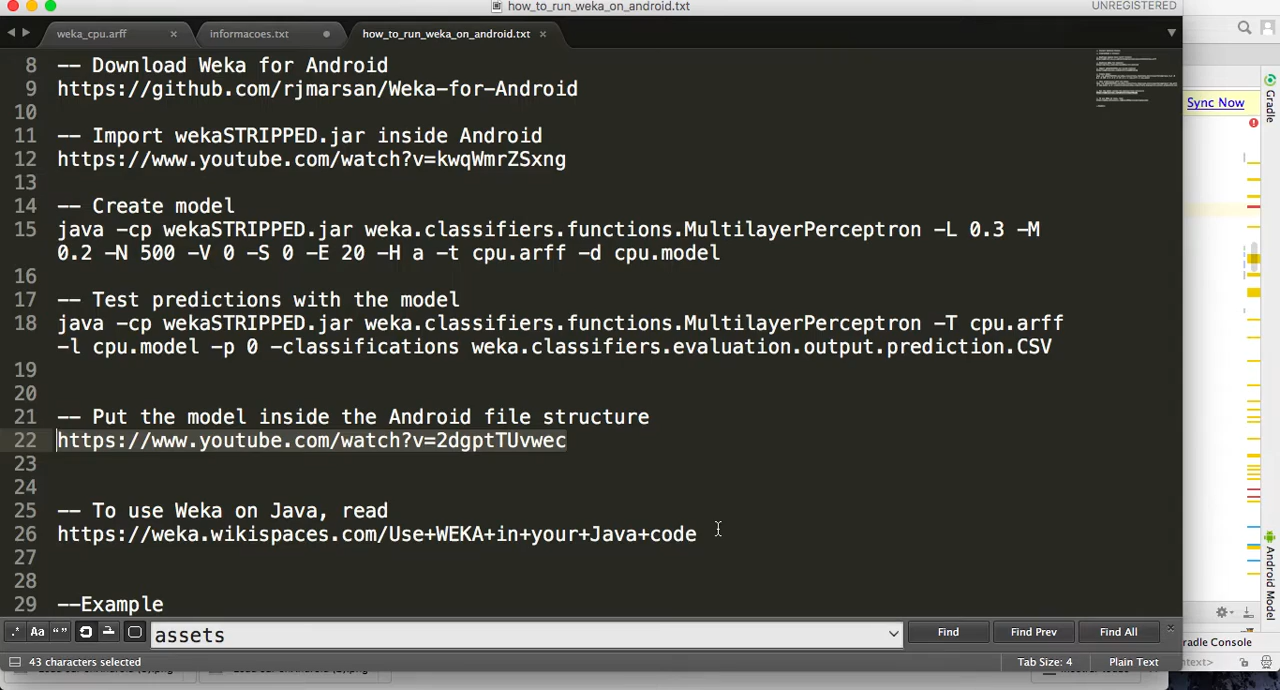 how_to_run_weka_on_android.txt
UNREGISTERED
weka_cpu.arff
informacoes.txt
how_to_run_weka_on_android.txt
8 -- Download Weka for Android
9 https://github.com/rjmarsan/Weka-for-Android
10
11 -- Import wekaSTRIPPED.jar inside Android
12 https://www.youtube.com/watch?v=kwqWmrZSxng
13
14 -- Create model
15 java -cp wekaSTRIPPED.jar weka.classifiers.functions.MultilayerPerceptron -L 0.3 -M
0.2 -N 500 -V 0 -S 0 -E 20 -H a -t cpu.arff -d cpu.model
16
17 -- Test predictions with the model
18 java -cp wekaSTRIPPED.jar weka.classifiers.functions.MultilayerPerceptron -T cpu.arff
-l cpu.model -p 0 -classifications weka.classifiers.evaluation.output.prediction.CSV
19
20
21 -- Put the model inside the Android file structure
22 https://www.youtube.com/watch?v=2dgptTUvwec
23
24
25 -- To use Weka on Java, read
26 https://weka.wikispaces.com/Use+WEKA+in+your+Java+code
27
28
29 --Example
.* Aa “”
assets
Find
Find Prev
Find All
43 characters selected
Tab Size: 4
Plain Text
Sync Now
Gradle
Android Model
radle Console
ntext>